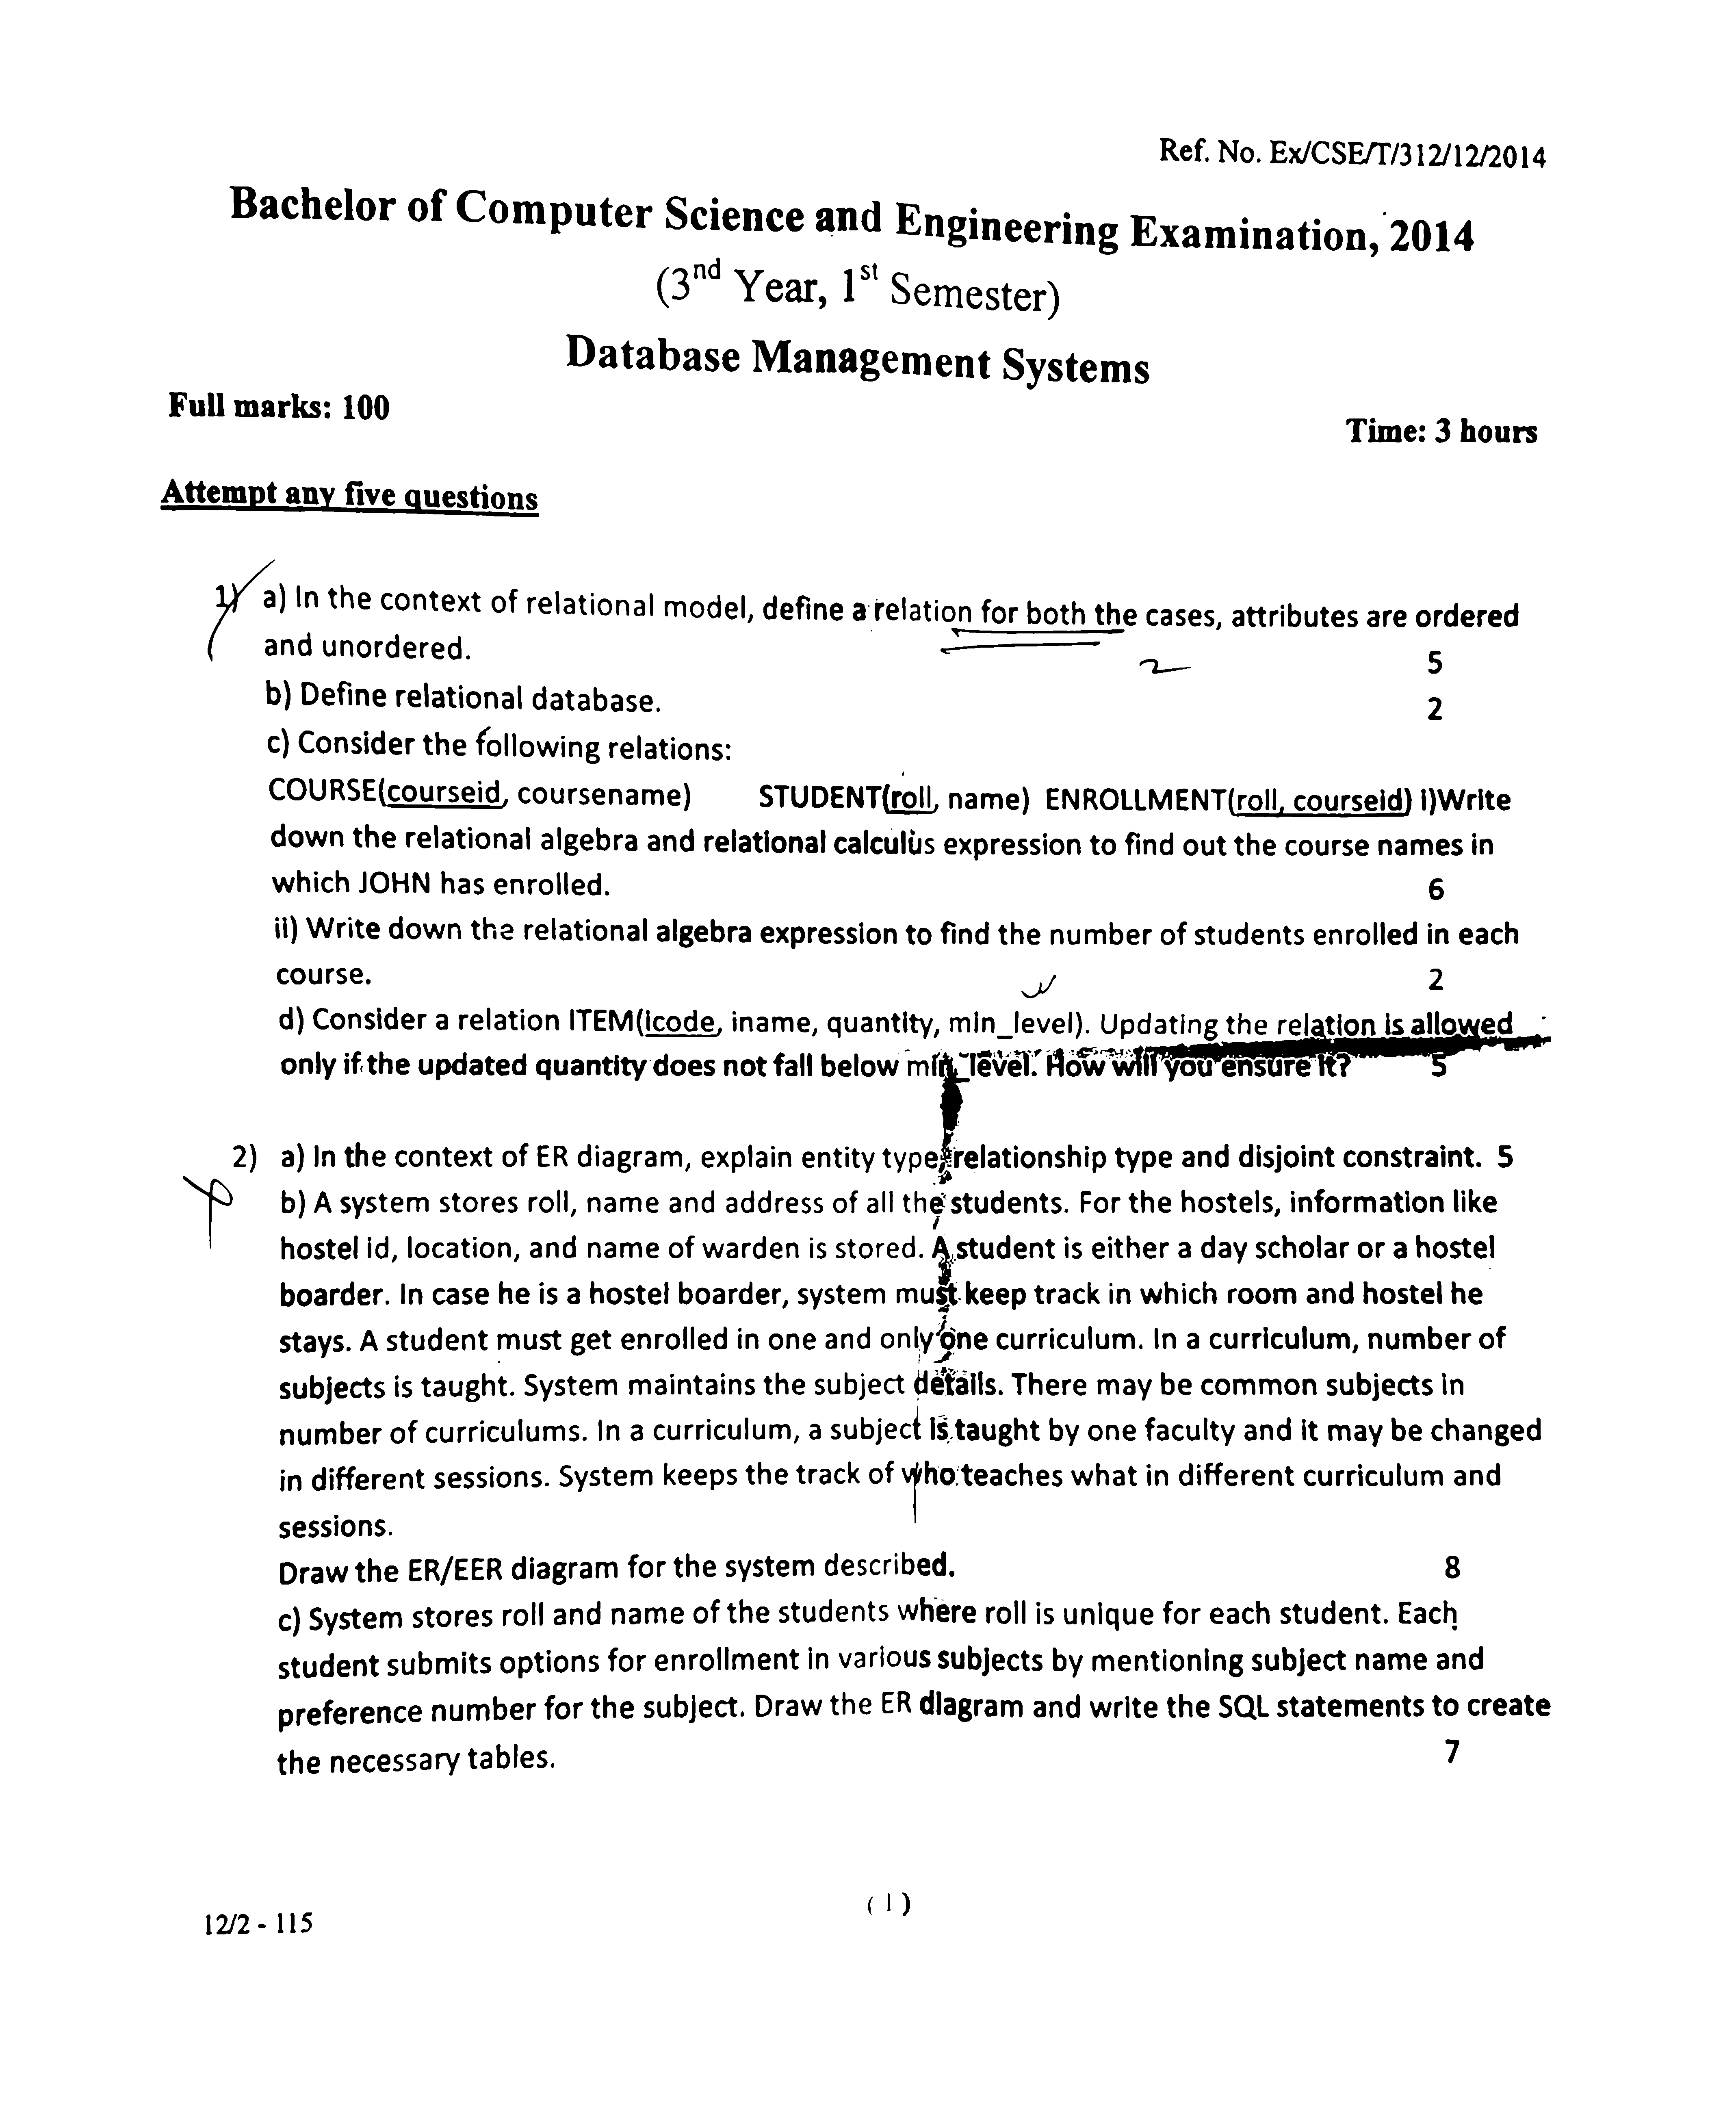 Ref. No. Ex/CSE/T/312/12/2014
Bachelor of Computer Science and Engineering Examination, 2014
(3nd Year, 1st Semester)
Database Management Systems
Full marks: 100
Time: 3 hours
Attempt any five questions
1) a) In the context of relational model, define a relation for both the cases, attributes are ordered
and unordered. 5
b) Define relational database. 2
c) Consider the following relations:
COURSE(courseid, coursename) STUDENT(roll, name) ENROLLMENT(roll, courseid) i)Write
down the relational algebra and relational calculus expression to find out the course names in
which JOHN has enrolled. 6
ii) Write down the relational algebra expression to find the number of students enrolled in each
course. 2
d) Consider a relation ITEM(icode, iname, quantity, min_level). Updating the relation is allowed
only if the updated quantity does not fall below min_level. How will you ensure it? 5
2) a) In the context of ER diagram, explain entity type, relationship type and disjoint constraint. 5
b) A system stores roll, name and address of all the students. For the hostels, information like
hostel id, location, and name of warden is stored. A student is either a day scholar or a hostel
boarder. In case he is a hostel boarder, system must keep track in which room and hostel he
stays. A student must get enrolled in one and only one curriculum. In a curriculum, number of
subjects is taught. System maintains the subject details. There may be common subjects in
number of curriculums. In a curriculum, a subject is taught by one faculty and it may be changed
in different sessions. System keeps the track of who teaches what in different curriculum and
sessions.
Draw the ER/EER diagram for the system described. 8
c) System stores roll and name of the students where roll is unique for each student. Each
student submits options for enrollment in various subjects by mentioning subject name and
preference number for the subject. Draw the ER diagram and write the SQL statements to create
the necessary tables. 7
( 1 )
12/2 - 115